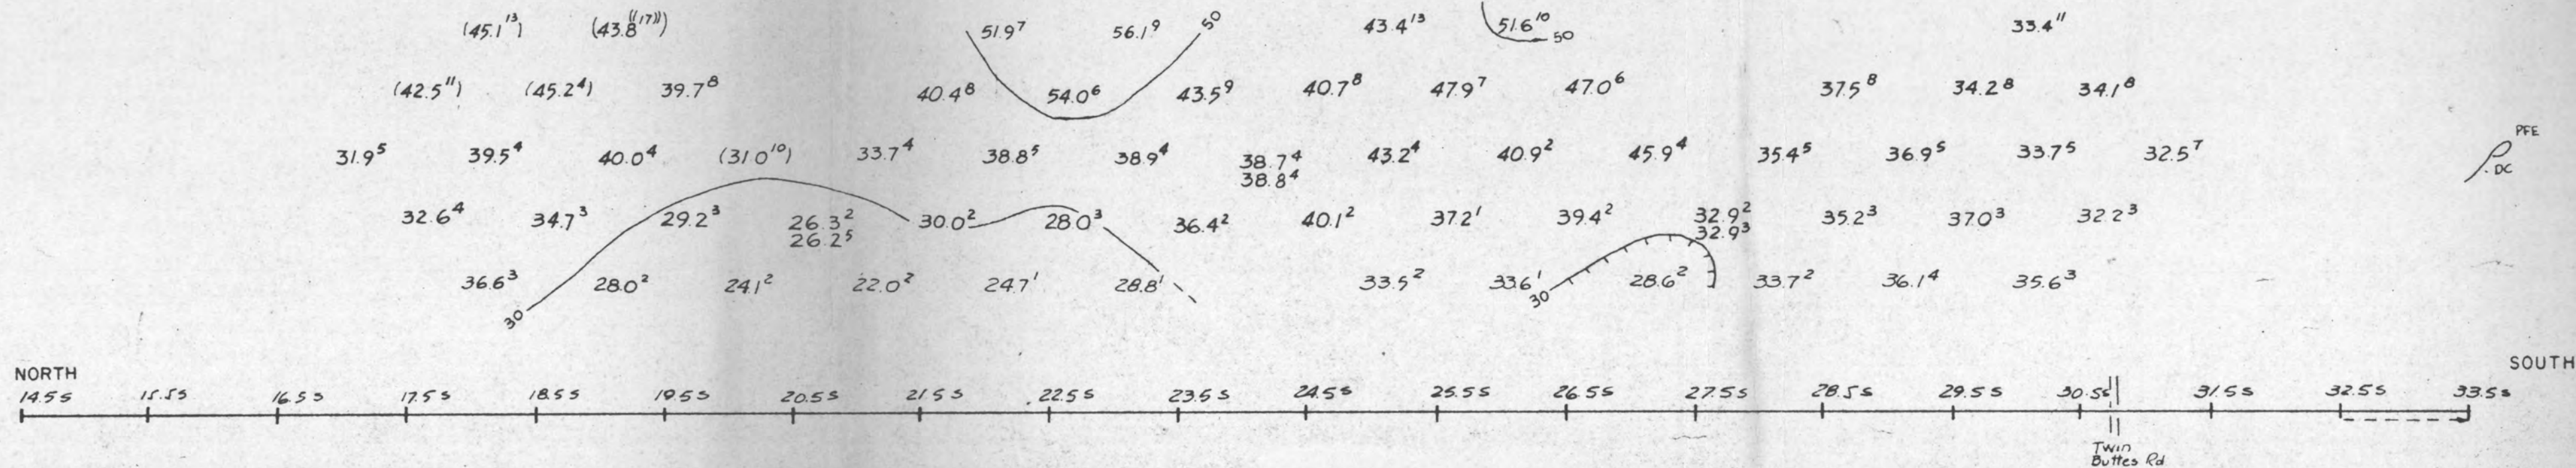 (45.1¹³) (43.8⁽⁽¹⁷⁾⁾) 51.9⁷ 56.1⁹ 50 43.4¹³ 51.6¹⁰ 50 33.4¹¹
(42.5¹¹) (45.2⁴) 39.7⁸ 40.4⁸ 54.0⁶ 43.5⁹ 40.7⁸ 47.9⁷ 47.0⁶ 37.5⁸ 34.2⁸ 34.1⁸
PFE
31.9⁵ 39.5⁴ 40.0⁴ (31.0¹⁰) 33.7⁴ 38.8⁵ 38.9⁴ 38.7⁴ 43.2⁴ 40.9² 45.9⁴ 35.4⁵ 36.9⁵ 33.7⁵ 32.5⁷
DC
38.8⁴
32.6⁴ 34.7³ 29.2³ 26.3² 30.0² 28.0³ 36.4² 40.1² 37.2¹ 39.4² 32.9² 35.2³ 37.0³ 32.2³
26.2⁵ 32.9³
36.6³ 28.0² 24.1² 22.0² 24.7¹ 28.8¹ 33.5² 33.6¹ 28.6² 33.7² 36.1⁴ 35.6³
30 30
NORTH SOUTH
14.5S 15.5S 16.5S 17.5S 18.5S 19.5S 20.5S 21.5S 22.5S 23.5S 24.5S 25.5S 26.5S 27.5S 28.5S 29.5S 30.5S 31.5S 32.5S 33.5S
Twin
Buttes Rd